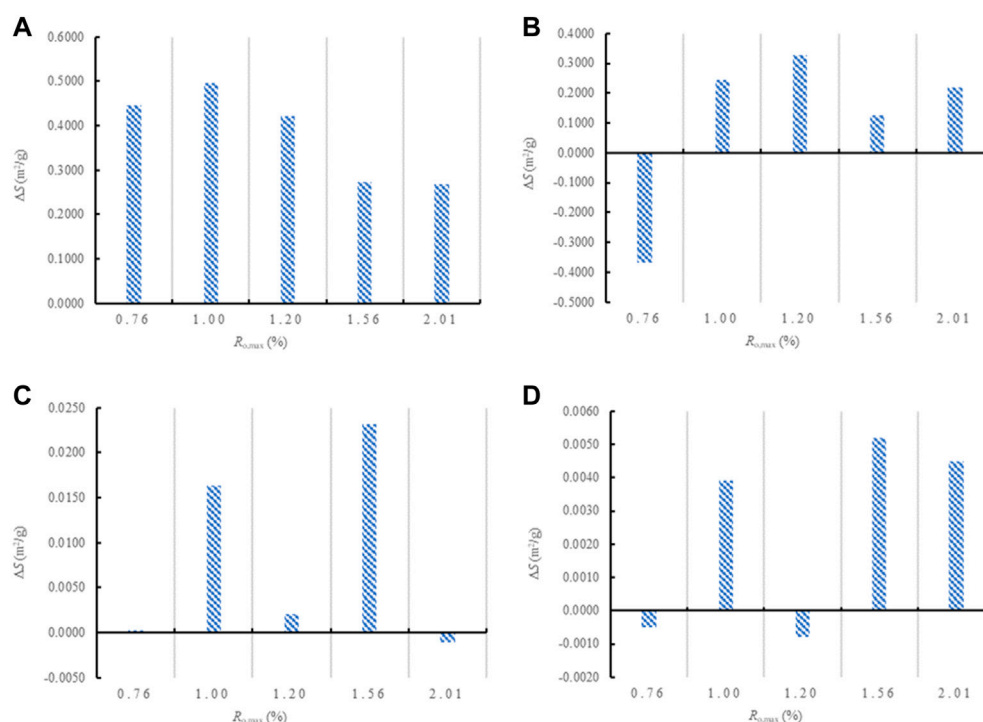 A
ΔS (m²/g)
0.6000
0.5000
0.4000
0.3000
0.2000
0.1000
0.0000
0.76 1.00 1.20 1.56 2.01
Ro,max (%)
B
ΔS (m²/g)
0.4000
0.3000
0.2000
0.1000
0.0000
-0.1000
-0.2000
-0.3000
-0.4000
-0.5000
0.76 1.00 1.20 1.56 2.01
Ro,max (%)
C
ΔS (m²/g)
0.0250
0.0200
0.0150
0.0100
0.0050
0.0000
-0.0050
0.76 1.00 1.20 1.56 2.01
Ro,max (%)
D
ΔS (m²/g)
0.0060
0.0050
0.0040
0.0030
0.0020
0.0010
0.0000
-0.0010
-0.0020
0.76 1.00 1.20 1.56 2.01
Ro,max (%)